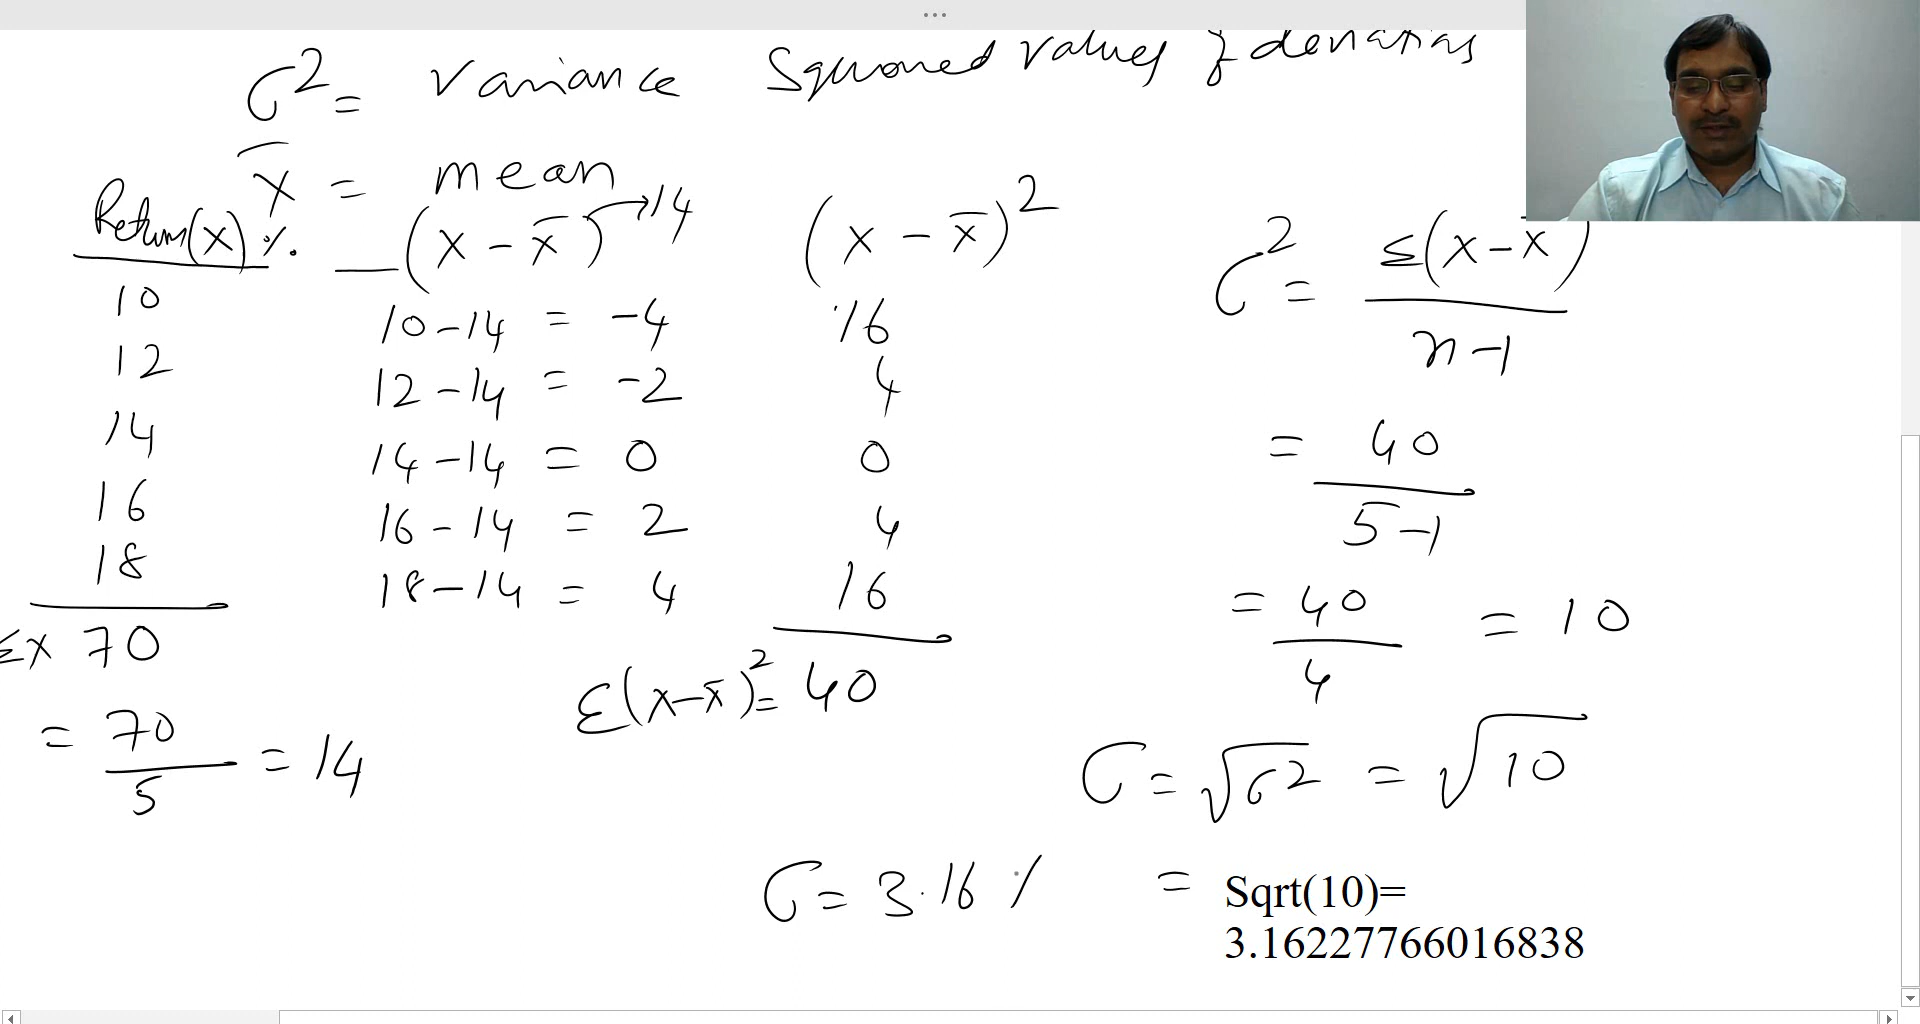 σ² = variance Squared values of deviations
x̄ = mean
Return(x) %. (x - x̄) → 14 (x - x̄)²
10 10 - 14 = -4 16
12 12 - 14 = -2 4
14 14 - 14 = 0 0
16 16 - 14 = 2 4
18 18 - 14 = 4 16
Σx 70 Σ(x - x̄)² = 40
= 70/5 = 14
σ² = Σ(x - x̄)/n-1
= 40/5-1
= 40/4 = 10
σ = √σ² = √10
σ = 3.16 % = Sqrt(10)=
3.16227766016838